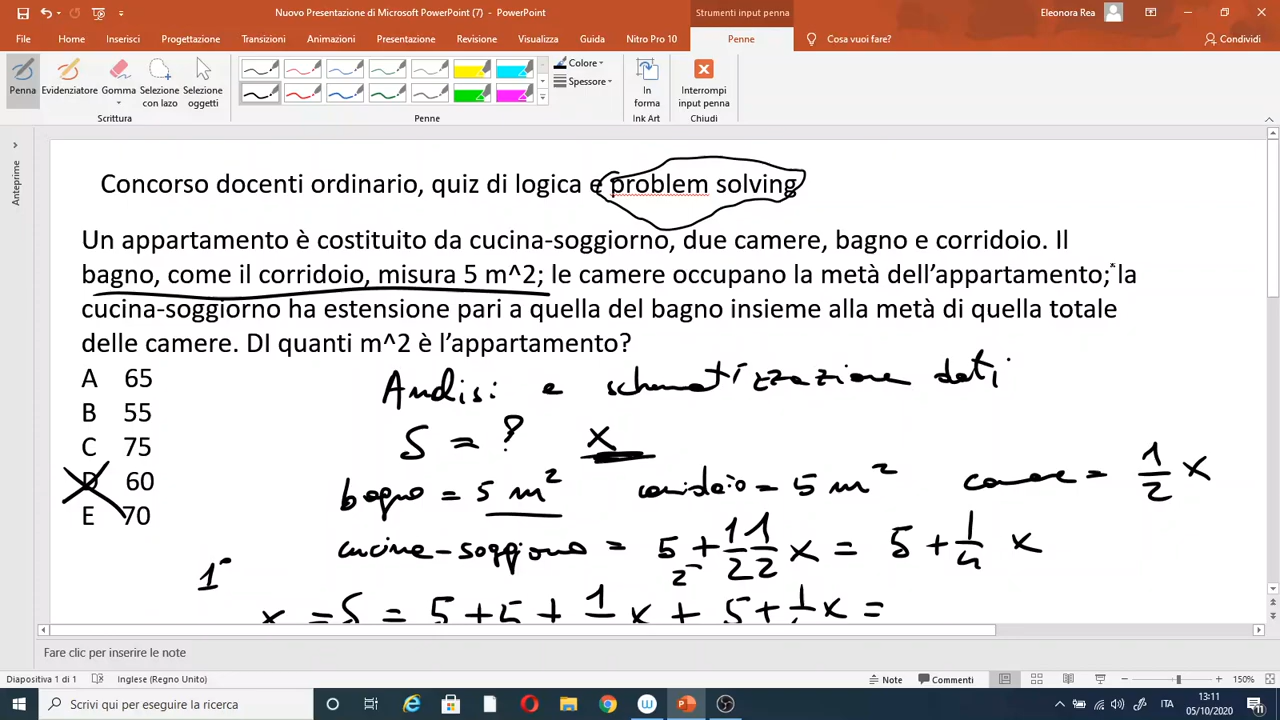 Nuovo Presentazione di Microsoft PowerPoint (2) - PowerPoint
Strumenti input penna
Eleonora Rea
File Home Inserisci Progettazione Transizioni Animazioni Presentazione Revisione Visualizza Guida Nitro Pro 10 Penne Cosa vuoi fare? Condividi
Penna Evidenziatore Gomma Selezione con lazo Selezione oggetti
Colore
Spessore
In forma
Interrompi input penna
Scrittura Penne Ink Art Chiudi
Anteprime
Concorso docenti ordinario, quiz di logica e problem solving
Un appartamento è costituito da cucina-soggiorno, due camere, bagno e corridoio. Il
bagno, come il corridoio, misura 5 m^2; le camere occupano la metà dell’appartamento; la
cucina-soggiorno ha estensione pari a quella del bagno insieme alla metà di quella totale
delle camere. DI quanti m^2 è l’appartamento?
A 65
B 55
C 75
D 60
E 70
Analisi e schematizzazione dati
S = ? x
bagno = 5 m² corridoio = 5 m² camere = 1/2 x
cucina-soggiorno = 5 + 1/2 1/2 x = 5 + 1/4 x
1°
x = S = 5 + 5 + 1 x + 5 + 1 x =
Fare clic per inserire le note
Diapositiva 1 di 1 Inglese (Regno Unito) Note Commenti 150%
Scrivi qui per eseguire la ricerca
ITA
13:11
05/10/2020
11